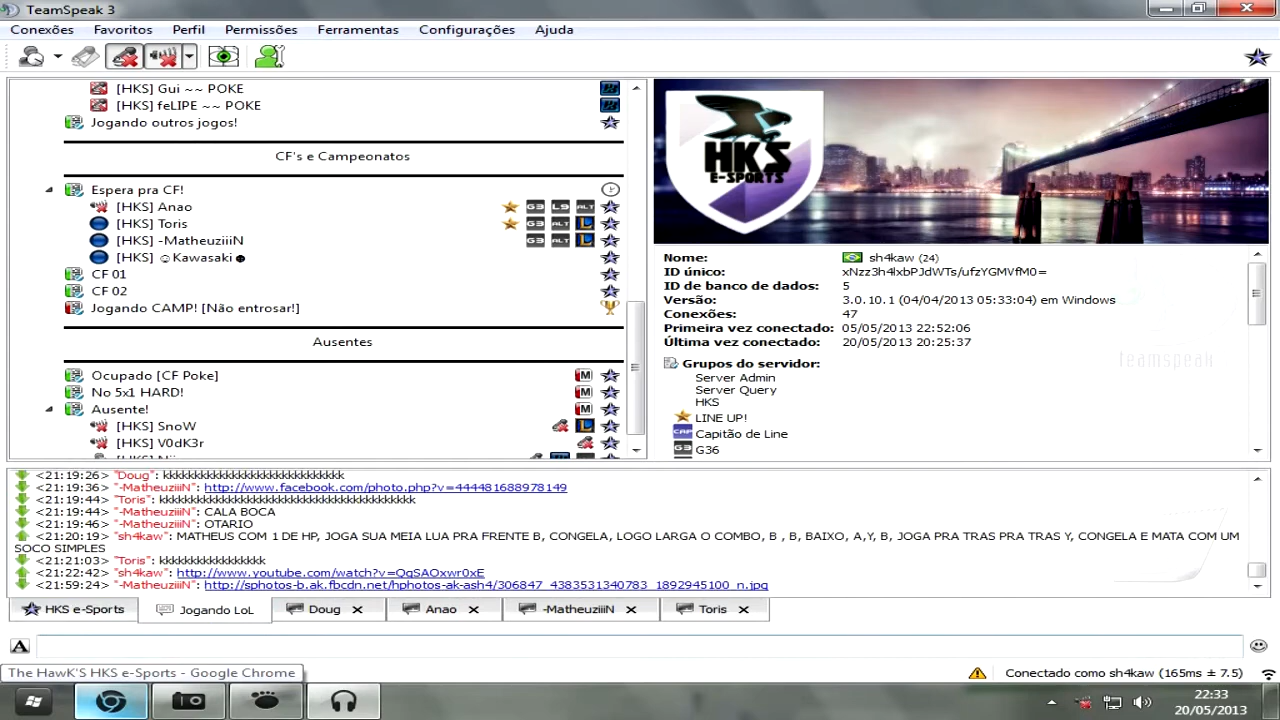 TeamSpeak 3
Conexões Favoritos Perfil Permissões Ferramentas Configurações Ajuda
[HKS] Gui ~~ POKE
[HKS] feLIPE ~~ POKE
Jogando outros jogos!
CF's e Campeonatos
Espera pra CF!
[HKS] Anao G3 L9 ALT
[HKS] Toris G3 ALT L
[HKS] -MatheuziiiN G3 ALT L
[HKS] ☺Kawasaki☻
CF 01
CF 02
Jogando CAMP! [Não entrosar!]
Ausentes
Ocupado [CF Poke] M
No 5x1 HARD! M
Ausente! M
[HKS] SnoW L
[HKS] V0dK3r
HKS
E-SPORTS
Nome: sh4kaw (24)
ID único: xNzz3h4lxbPJdWTs/ufzYGMVfM0=
ID de banco de dados: 5
Versão: 3.0.10.1 (04/04/2013 05:33:04) em Windows
Conexões: 47
Primeira vez conectado: 05/05/2013 22:52:06
Última vez conectado: 20/05/2013 20:25:37
teamspeak
Grupos do servidor:
Server Admin
Server Query
HKS
LINE UP!
CAP Capitão de Line
G3 G36
<21:19:26> "Doug": kkkkkkkkkkkkkkkkkkkkkkkkkkkkk
<21:19:36> "-MatheuziiiN": http://www.facebook.com/photo.php?v=444481688978149
<21:19:44> "Toris": kkkkkkkkkkkkkkkkkkkkkkkkkkkkkkkkkkkkkkkkk
<21:19:44> "-MatheuziiiN": CALA BOCA
<21:19:46> "-MatheuziiiN": OTARIO
<21:20:19> "sh4kaw": MATHEUS COM 1 DE HP, JOGA SUA MEIA LUA PRA FRENTE B, CONGELA, LOGO LARGA O COMBO, B , B, BAIXO, A,Y, B, JOGA PRA TRAS PRA TRAS Y, CONGELA E MATA COM UM
SOCO SIMPLES
<21:21:03> "Toris": kkkkkkkkkkkkkkkkk
<21:22:42> "sh4kaw": http://www.youtube.com/watch?v=QgSAOxwr0xE
<21:59:24> "-MatheuziiiN": http://sphotos-b.ak.fbcdn.net/hphotos-ak-ash4/306847_4383531340783_1892945100_n.jpg
HKS e-Sports Jogando LoL Doug Anao -MatheuziiiN Toris
A
The HawK'S HKS e-Sports - Google Chrome
Conectado como sh4kaw (165ms ± 7.5)
22:33
20/05/2013